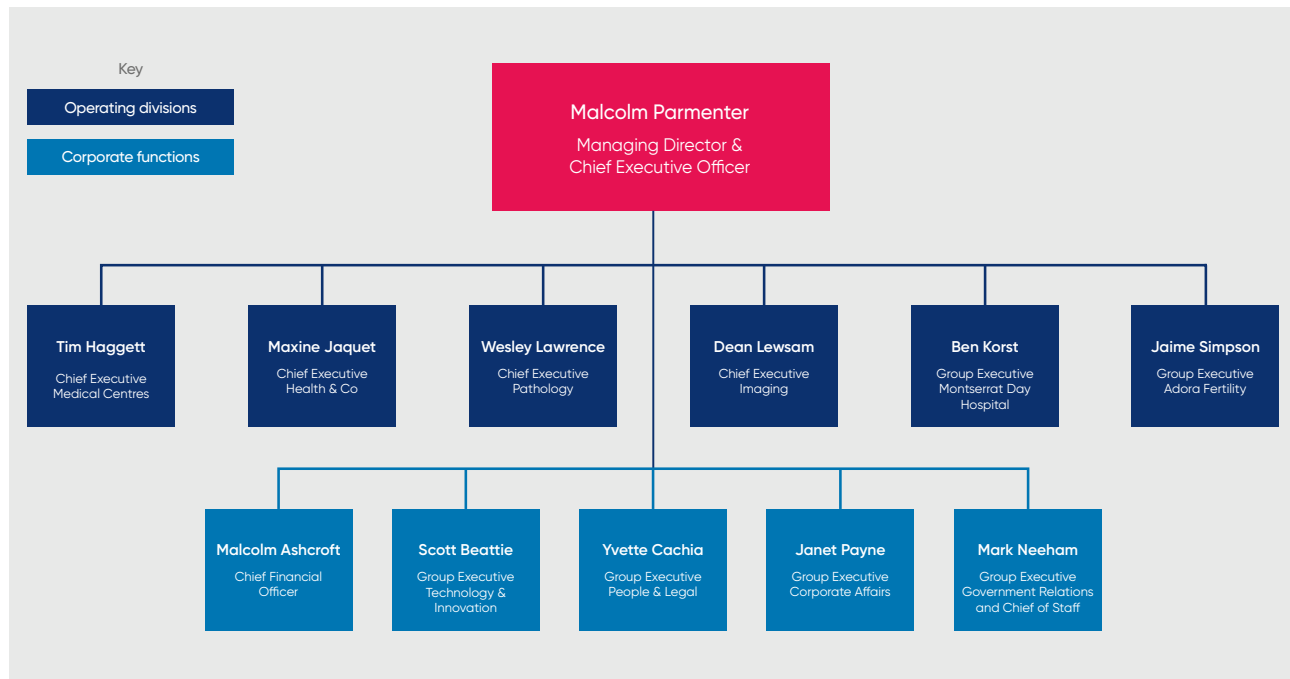 Key
Operating divisions
Corporate functions
Malcolm Parmenter
Managing Director &
Chief Executive Officer
Tim Haggett
Chief Executive
Medical Centres
Maxine Jaquet
Chief Executive
Health & Co
Wesley Lawrence
Chief Executive
Pathology
Dean Lewsam
Chief Executive
Imaging
Ben Korst
Group Executive
Montserrat Day
Hospital
Jaime Simpson
Group Executive
Adora Fertility
Malcolm Ashcroft
Chief Financial
Officer
Scott Beattie
Group Executive
Technology &
Innovation
Yvette Cachia
Group Executive
People & Legal
Janet Payne
Group Executive
Corporate Affairs
Mark Neeham
Group Executive
Government Relations
and Chief of Staff